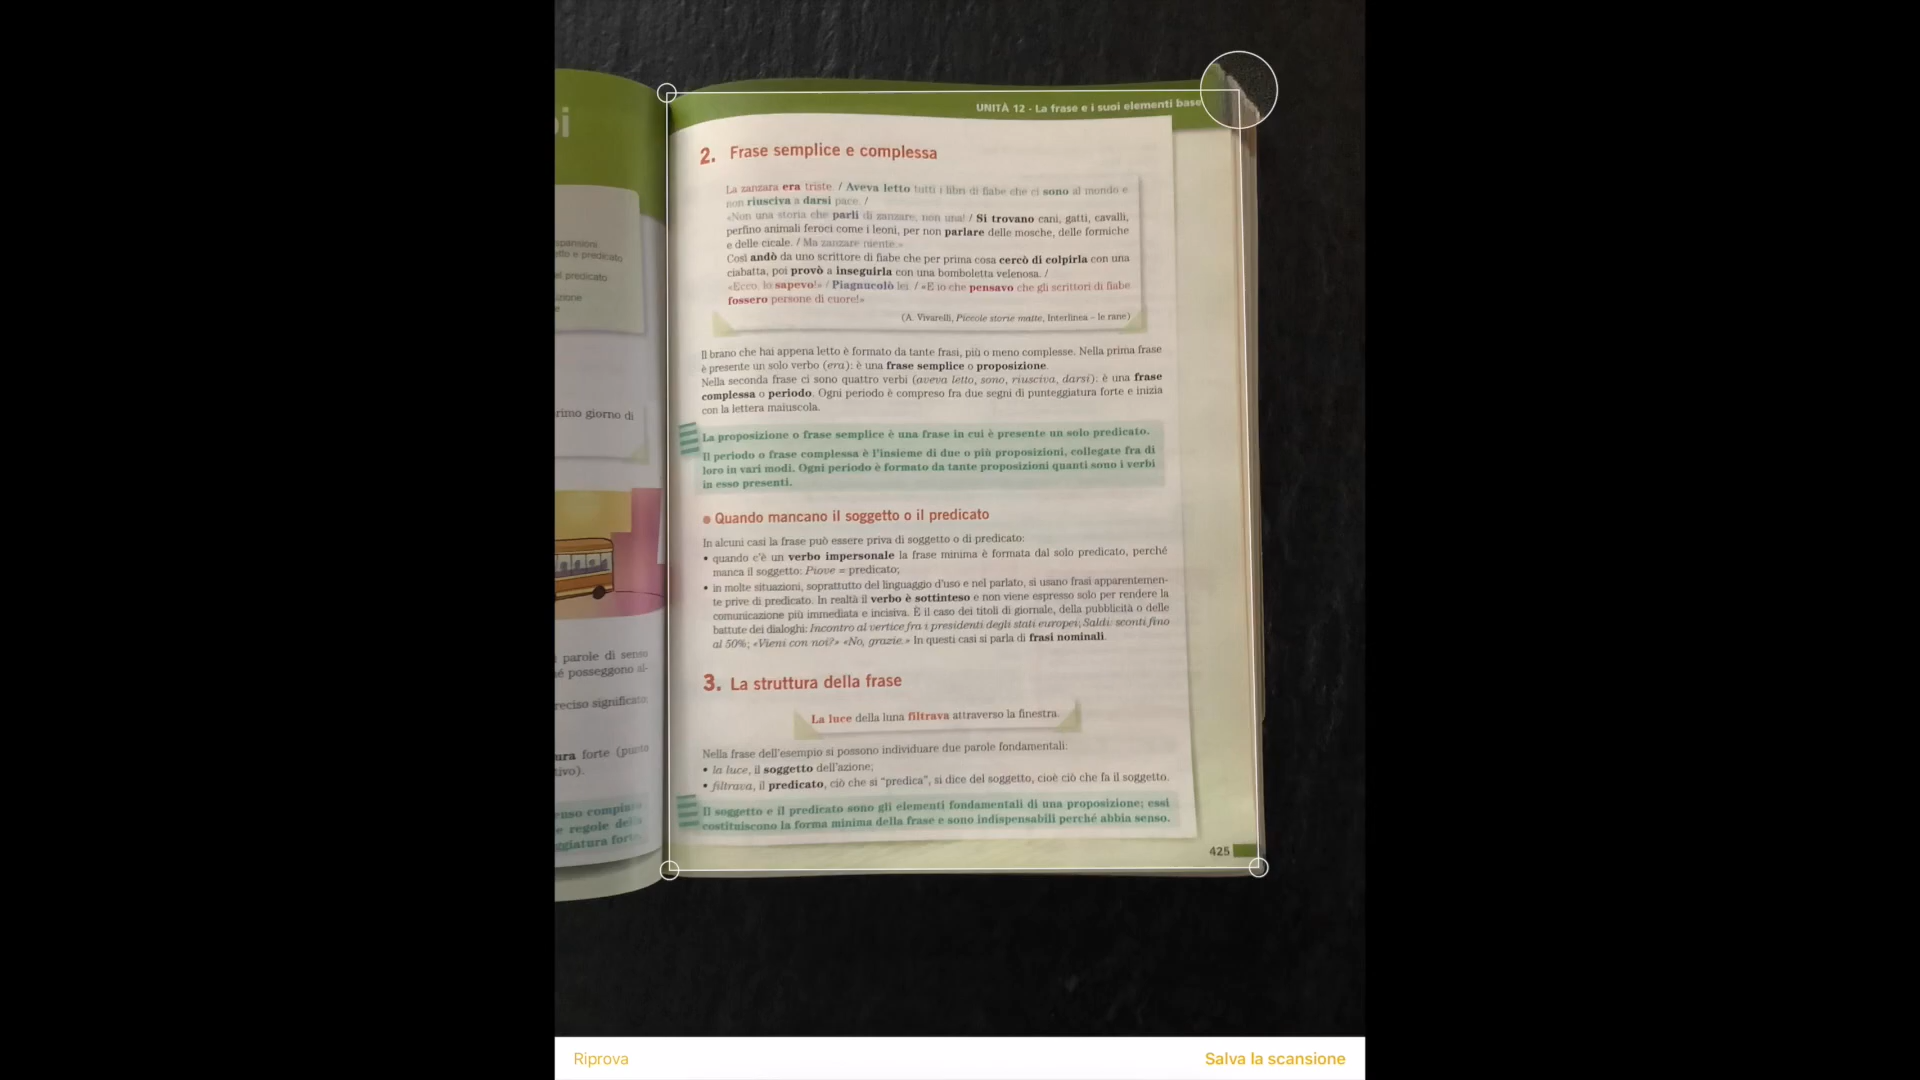 UNITÀ 12 - La frase e i suoi elementi base
2. Frase semplice e complessa
La zanzara era triste. / Aveva letto tutti i libri di fiabe che ci sono al mondo e
non riusciva a darsi pace. /
«Non una storia che parli di zanzare, non una! / Si trovano cani, gatti, cavalli,
perfino animali feroci come i leoni, per non parlare delle mosche, delle formiche
e delle cicale. / Ma zanzare niente.»
Così andò da uno scrittore di fiabe che per prima cosa cercò di colpirla con una
ciabatta, poi provò a inseguirla con una bomboletta velenosa. /
«Ecco, lo sapevo!» / Piagnucolò lei. / «E io che pensavo che gli scrittori di fiabe
fossero persone di cuore!»
(A. Vivarelli, Piccole storie matte, Interlinea - le rane)
Il brano che hai appena letto è formato da tante frasi, più o meno complesse. Nella prima frase
è presente un solo verbo (era): è una frase semplice o proposizione.
Nella seconda frase ci sono quattro verbi (aveva letto, sono, riusciva, darsi): è una frase
complessa o periodo. Ogni periodo è compreso fra due segni di punteggiatura forte e inizia
con la lettera maiuscola.
La proposizione o frase semplice è una frase in cui è presente un solo predicato.
Il periodo o frase complessa è l'insieme di due o più proposizioni, collegate fra di
loro in vari modi. Ogni periodo è formato da tante proposizioni quanti sono i verbi
in esso presenti.
• Quando mancano il soggetto o il predicato
In alcuni casi la frase può essere priva di soggetto o di predicato:
• quando c'è un verbo impersonale la frase minima è formata dal solo predicato, perché
manca il soggetto: Piove = predicato;
• in molte situazioni, soprattutto del linguaggio d'uso e nel parlato, si usano frasi apparentemen-
te prive di predicato. In realtà il verbo è sottinteso e non viene espresso solo per rendere la
comunicazione più immediata e incisiva. È il caso dei titoli di giornale, della pubblicità o delle
battute dei dialoghi: Incontro al vertice fra i presidenti degli stati europei; Saldi: sconti fino
al 50%; «Vieni con noi?» «No, grazie.» In questi casi si parla di frasi nominali.
3. La struttura della frase
La luce della luna filtrava attraverso la finestra.
Nella frase dell'esempio si possono individuare due parole fondamentali:
• la luce, il soggetto dell'azione;
• filtrava, il predicato, ciò che si "predica", si dice del soggetto, cioè ciò che fa il soggetto.
Il soggetto e il predicato sono gli elementi fondamentali di una proposizione; essi
costituiscono la forma minima della frase e sono indispensabili perché abbia senso.
425
e predicato
predicato
primo giorno di
parole di senso
posseggono al-
significato;
forte (punto
compiuto
e regole della
Riprova
Salva la scansione